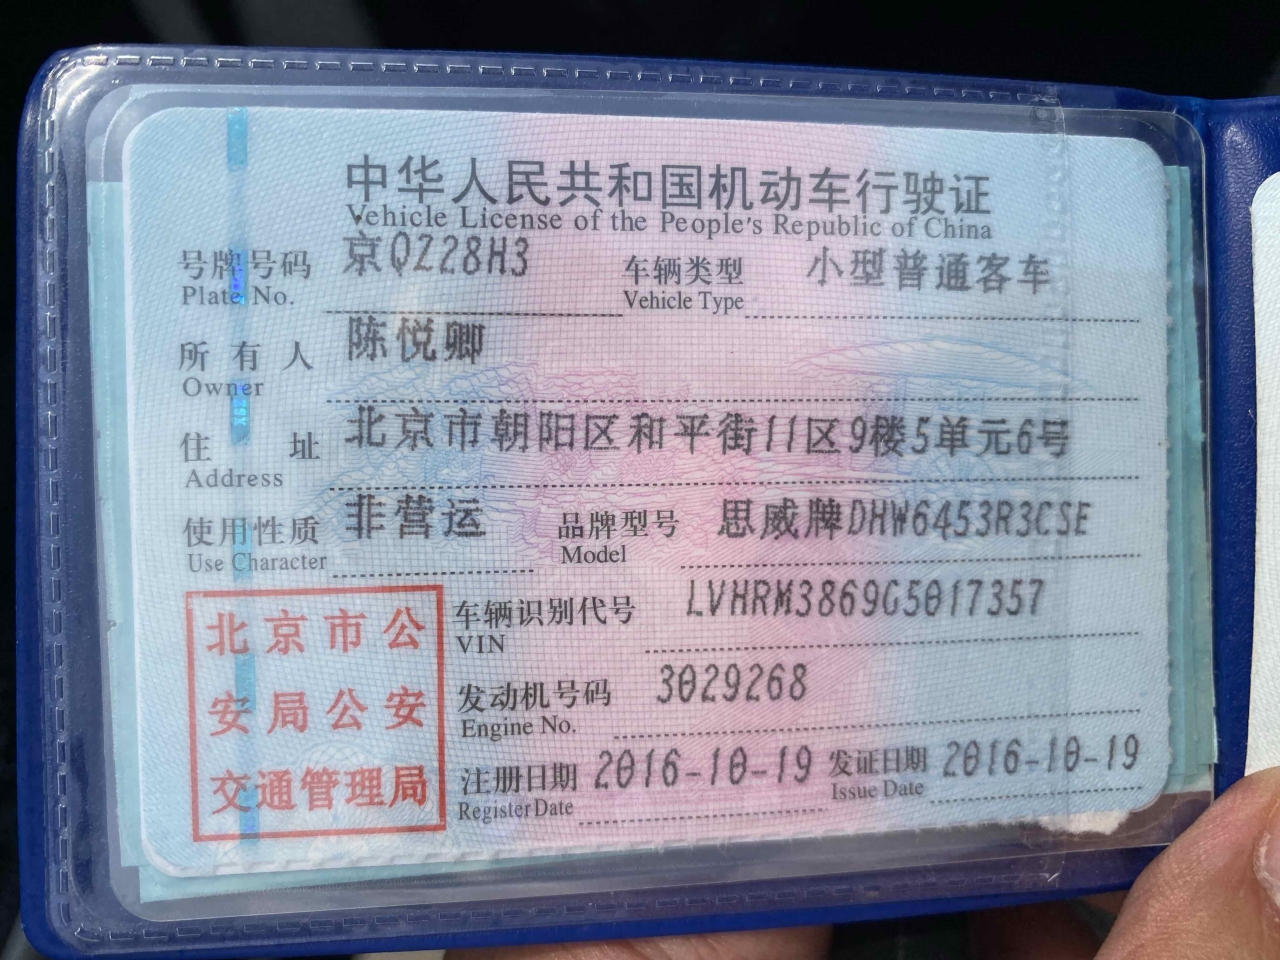 中华人民共和国机动车行驶证
Vehicle License of the People's Republic of China
号牌号码 京QZ28H3 车辆类型 小型普通客车
Plate No. Vehicle Type
所有人 陈悦卿
Owner
住址 北京市朝阳区和平街11区9楼5单元6号
Address
使用性质 非营运 品牌型号 思威牌DHW6453R3CSE
Use Character Model
北京市公
安局公安
交通管理局
车辆识别代号 LVHRM3869G5017357
VIN
发动机号码 3029268
Engine No.
注册日期 2016-10-19 发证日期 2016-10-19
Register Date Issue Date